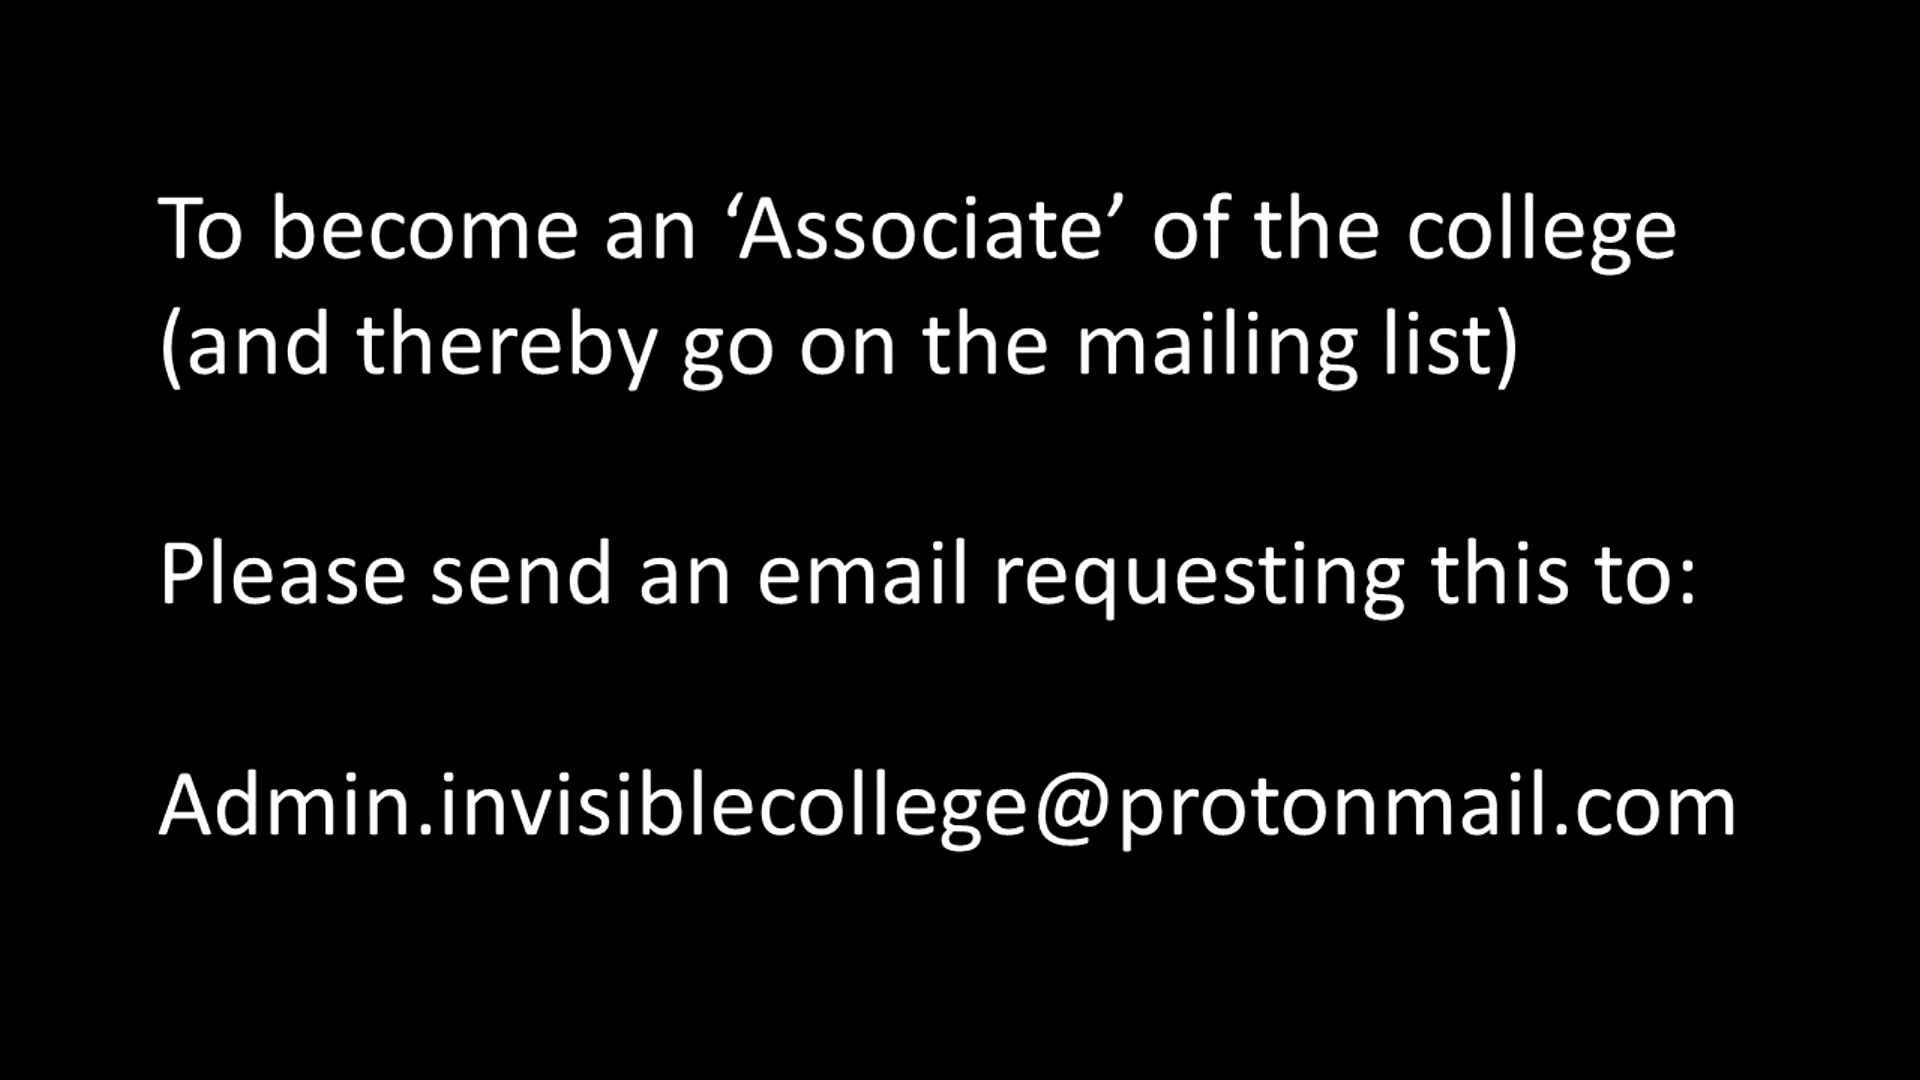 To become an ‘Associate’ of the college
(and thereby go on the mailing list)
Please send an email requesting this to:
Admin.invisiblecollege@protonmail.com